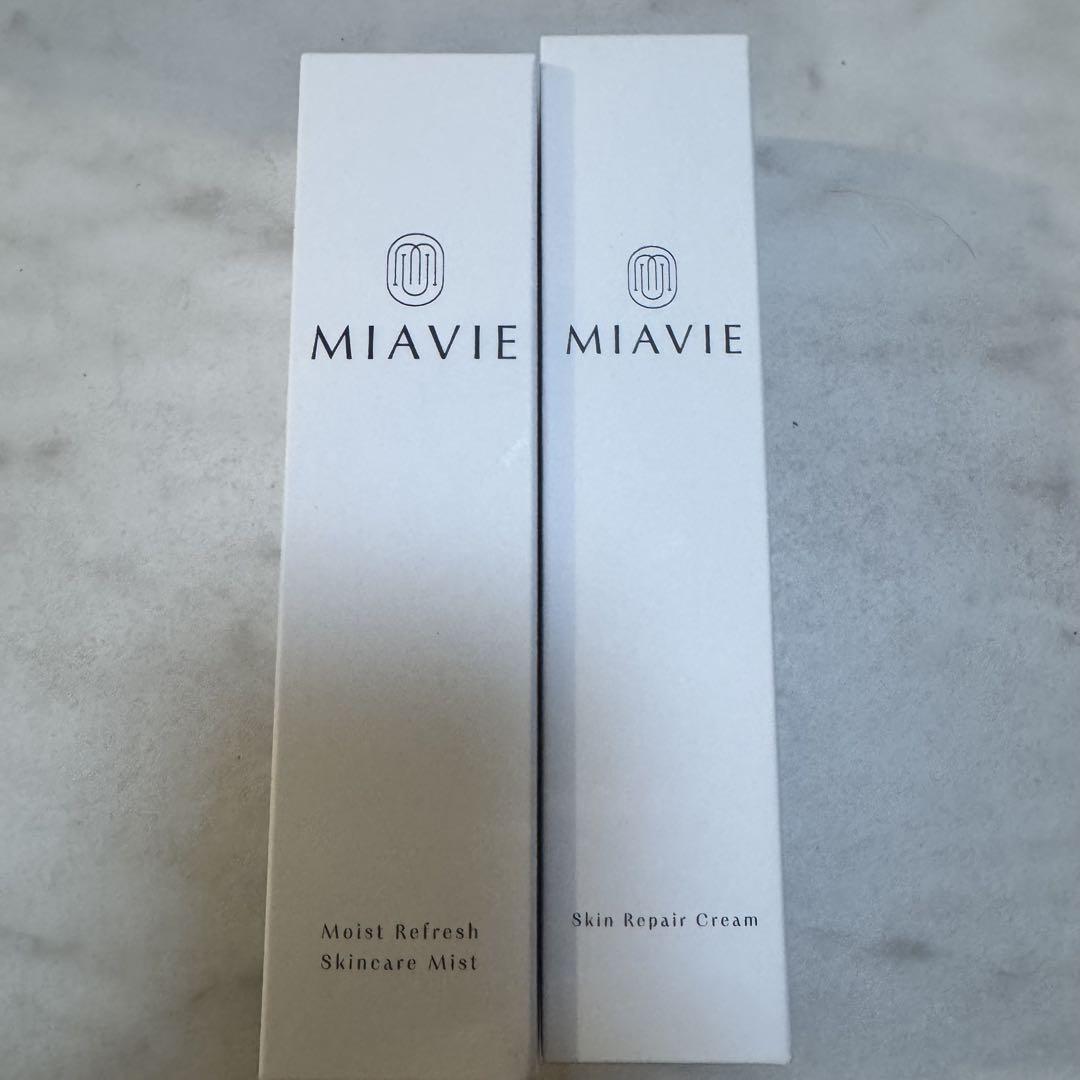 MIAVIE
Moist Refresh
Skincare Mist
MIAVIE
Skin Repair Cream